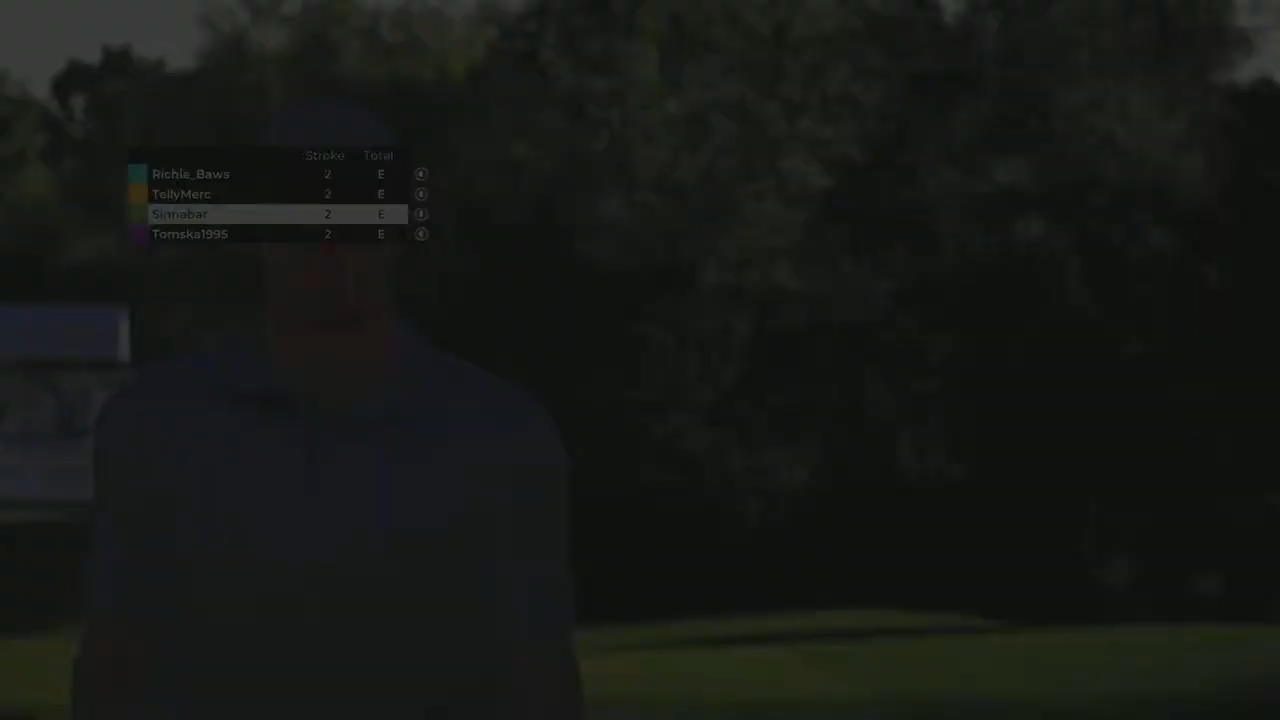 Stroke Total
Richie_Baws 2 E
TellyMerc 2 E
Sinnabar 2 E
Tomska1995 2 E